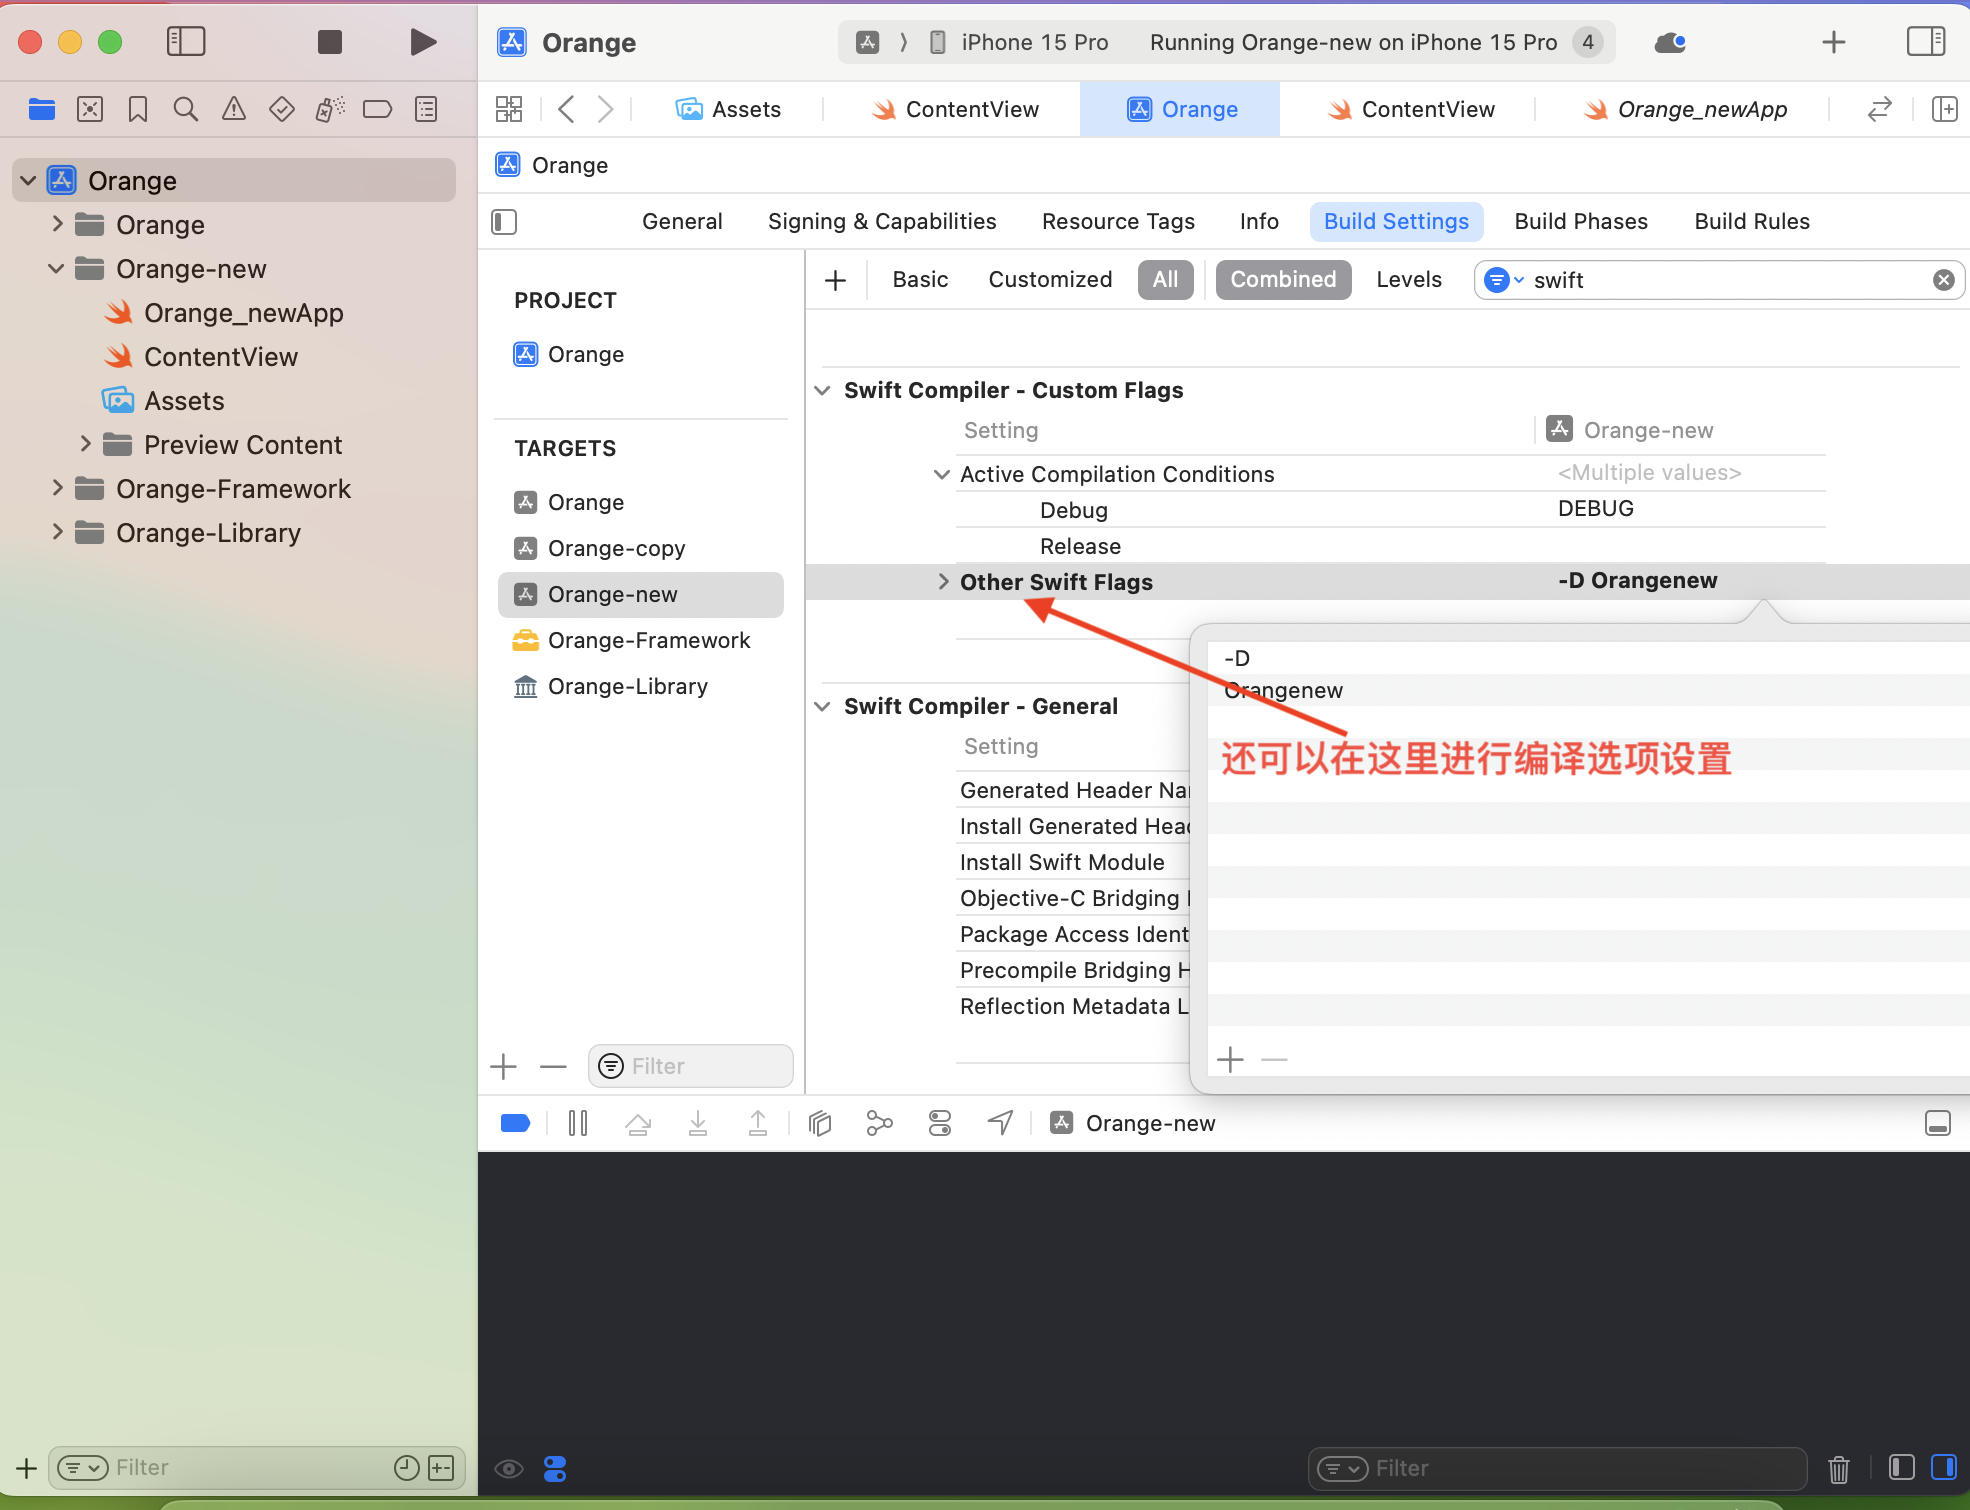 Orange
iPhone 15 Pro
Running Orange-new on iPhone 15 Pro
4
Assets
ContentView
Orange
ContentView
Orange_newApp
Orange
Orange
Orange
Orange-new
Orange_newApp
ContentView
Assets
Preview Content
Orange-Framework
Orange-Library
General
Signing & Capabilities
Resource Tags
Info
Build Settings
Build Phases
Build Rules
PROJECT
Orange
TARGETS
Orange
Orange-copy
Orange-new
Orange-Framework
Orange-Library
Filter
Basic
Customized
All
Combined
Levels
swift
Swift Compiler - Custom Flags
Setting
Orange-new
Active Compilation Conditions
<Multiple values>
Debug
DEBUG
Release
Other Swift Flags
-D Orangenew
-D
Orangenew
还可以在这里进行编译选项设置
Swift Compiler - General
Setting
Generated Header Na
Install Generated Head
Install Swift Module
Objective-C Bridging
Package Access Ident
Precompile Bridging H
Reflection Metadata L
Orange-new
Filter
Filter